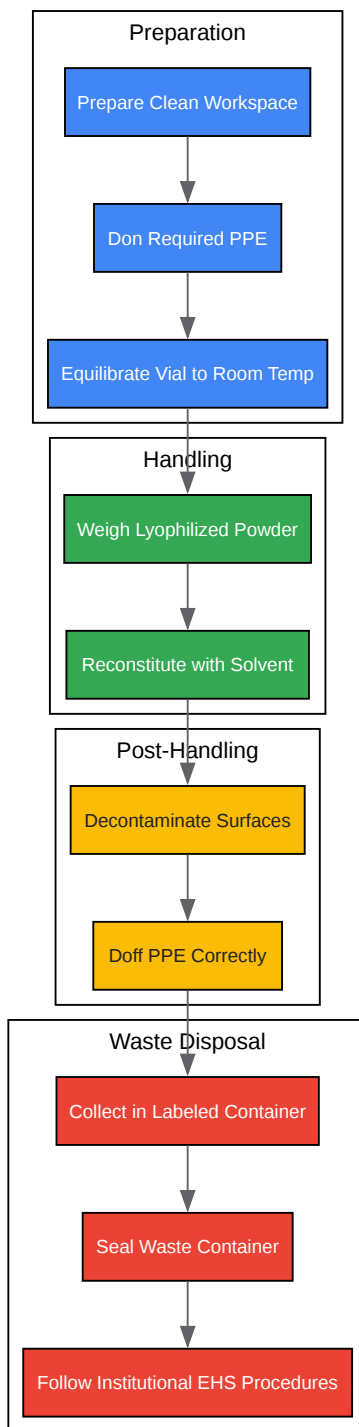 Preparation
Prepare Clean Workspace
Don Required PPE
Equilibrate Vial to Room Temp
Handling
Weigh Lyophilized Powder
Reconstitute with Solvent
Post-Handling
Decontaminate Surfaces
Doff PPE Correctly
Waste Disposal
Collect in Labeled Container
Seal Waste Container
Follow Institutional EHS Procedures